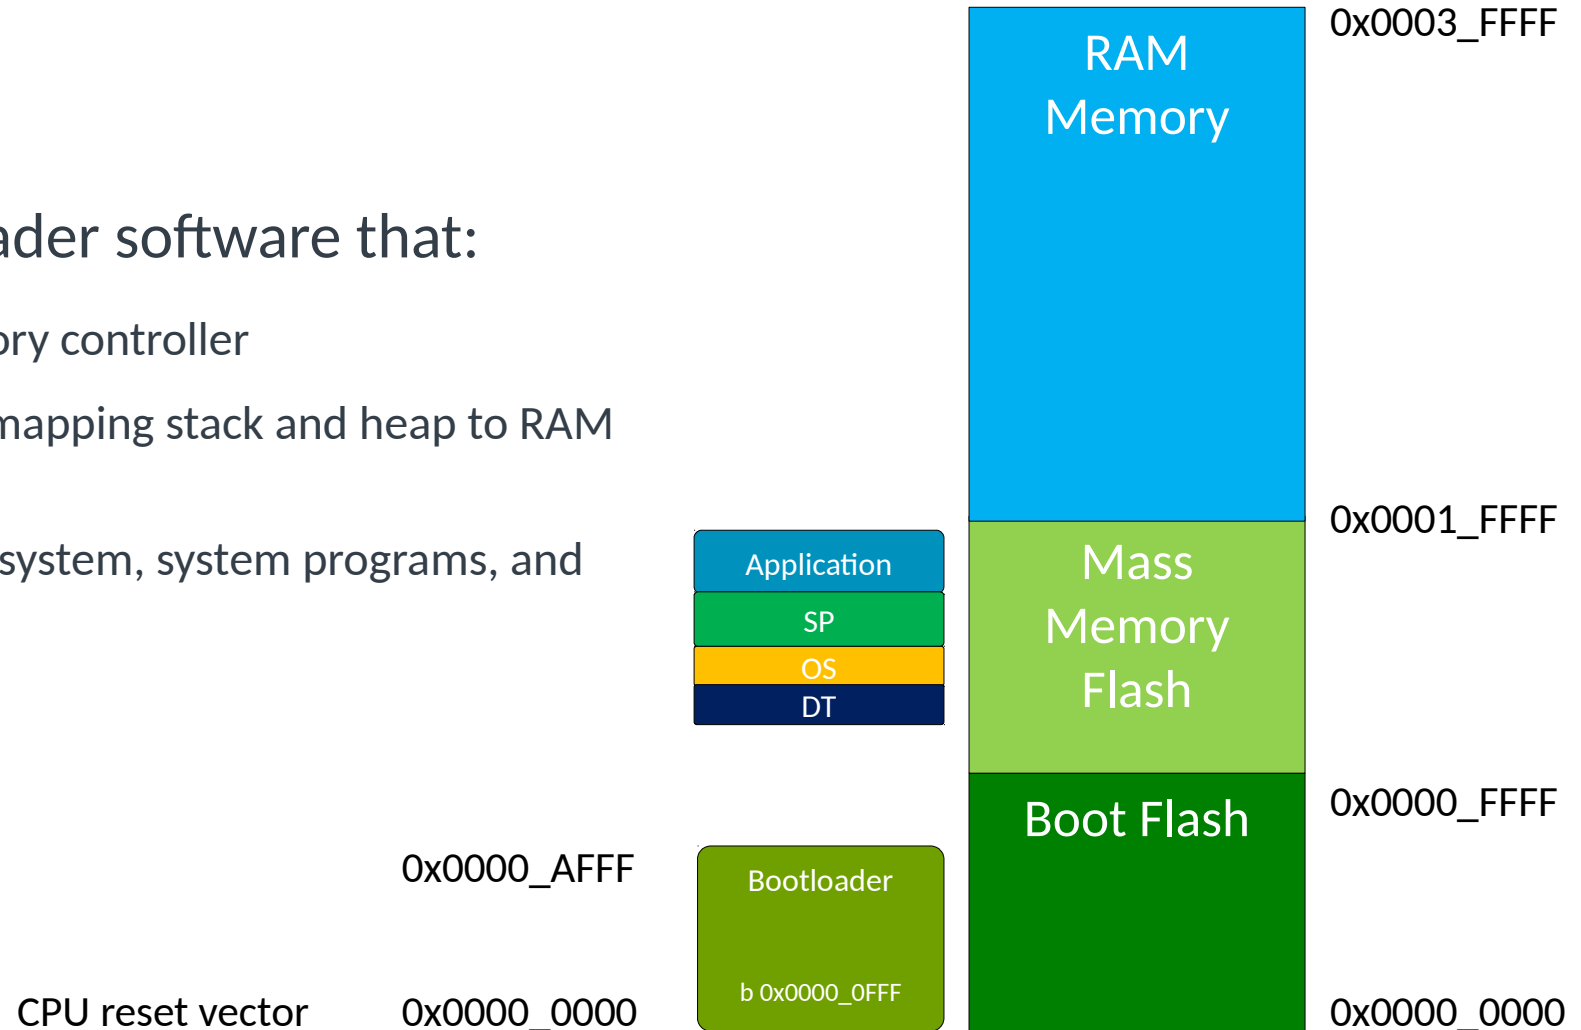 0x0003_FFFF
RAM
Memory
ader software that:
ory controller
mapping stack and heap to RAM
0x0001_FFFF
system, system programs, and
Application
SP
OS
DT
Mass
Memory
Flash
0x0000_FFFF
Boot Flash
0x0000_AFFF
Bootloader
b 0x0000_0FFF
CPU reset vector
0x0000_0000
0x0000_0000